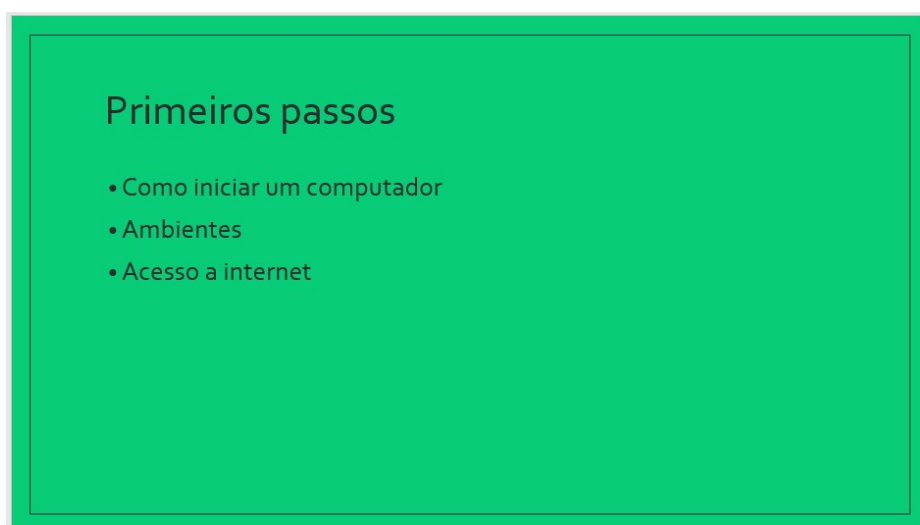 Primeiros passos
• Como iniciar um computador
• Ambientes
• Acesso a internet